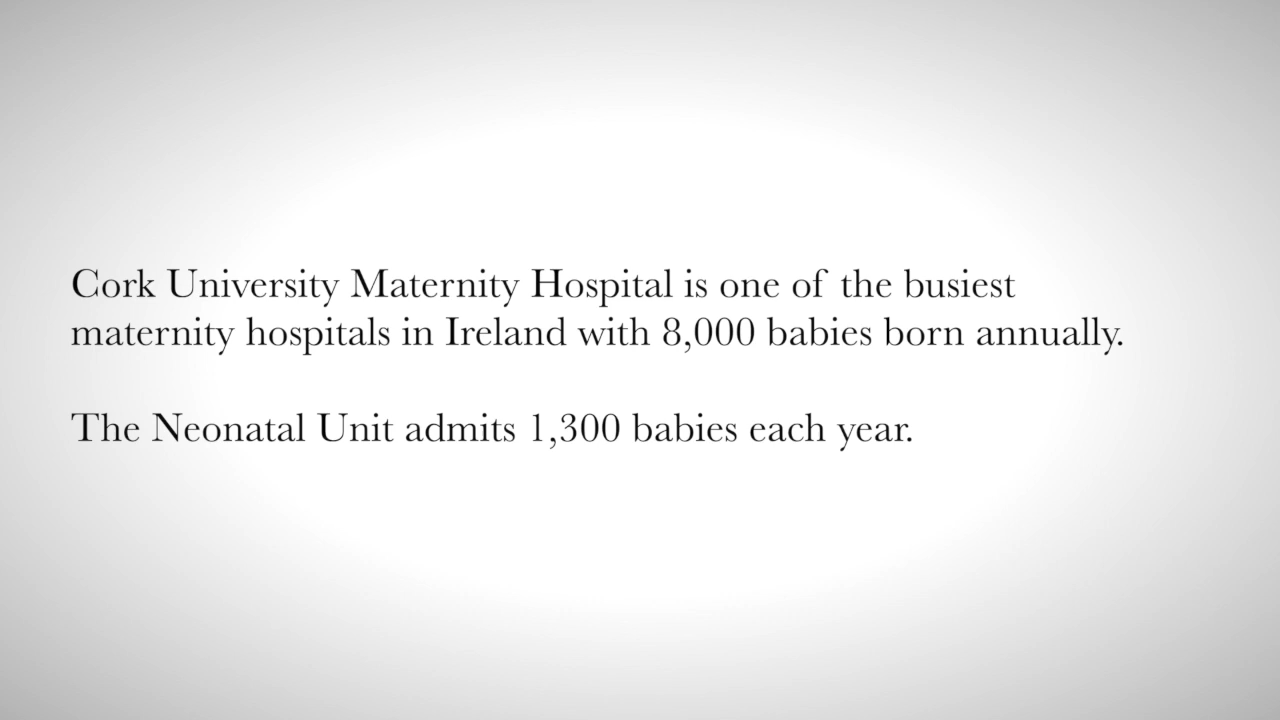 Cork University Maternity Hospital is one of the busiest
maternity hospitals in Ireland with 8,000 babies born annually.
The Neonatal Unit admits 1,300 babies each year.